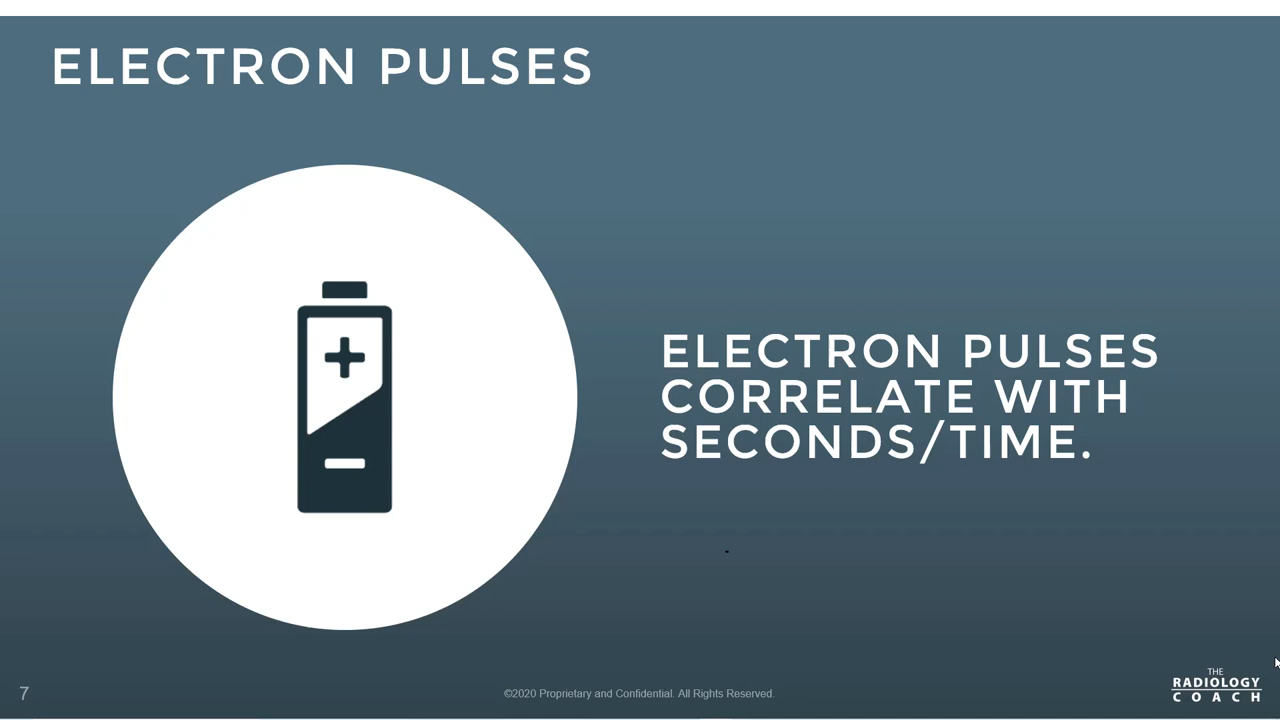 ELECTRON PULSES
ELECTRON PULSES
CORRELATE WITH
SECONDS/TIME.
7
©2020 Proprietary and Confidential. All Rights Reserved.
THE
RADIOLOGY
COACH